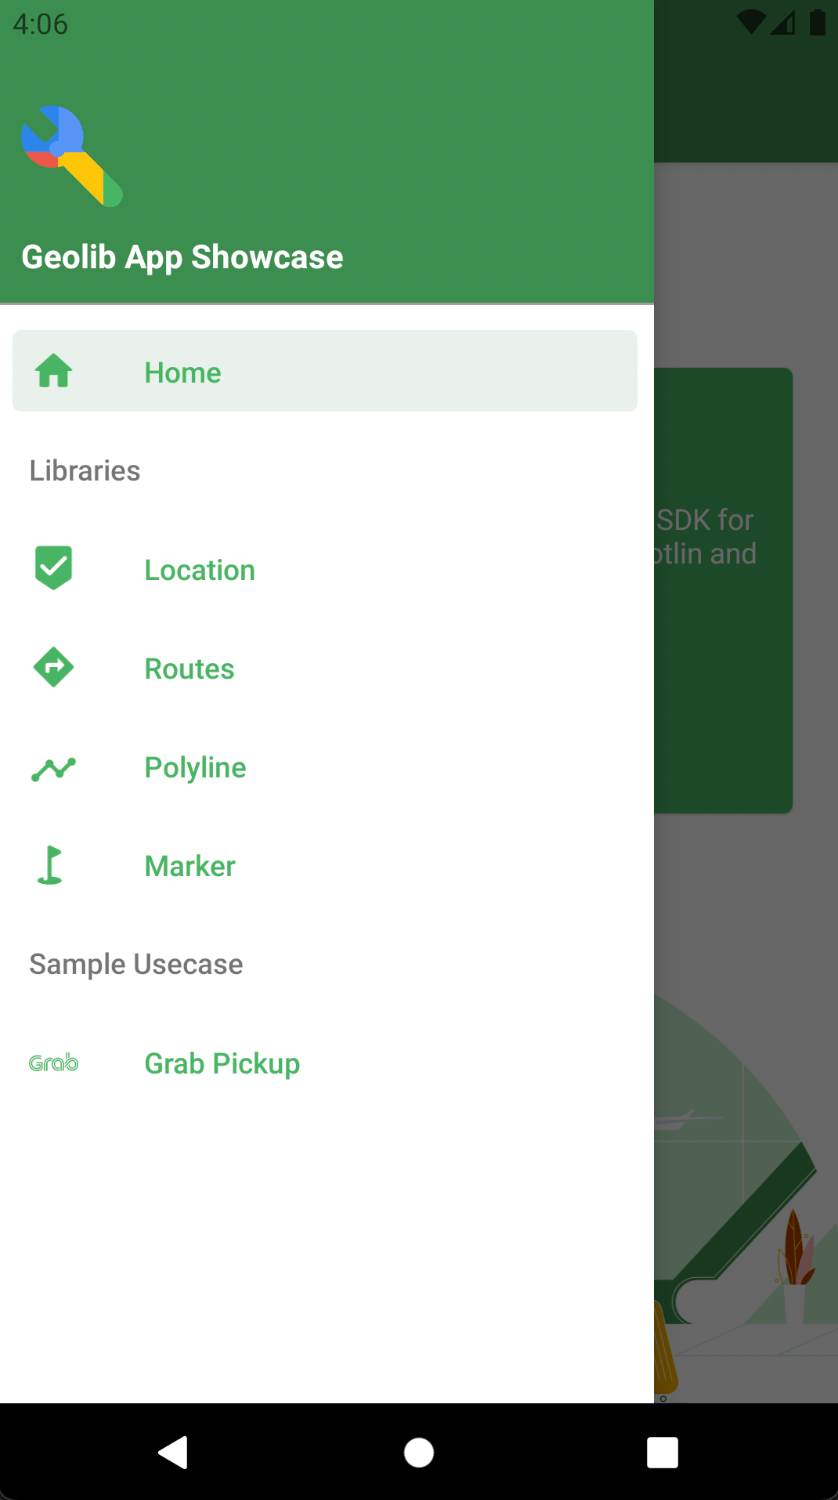 4:06
Geolib App Showcase
Home
Libraries
SDK for
and
Location
Routes
Polyline
Marker
Sample Usecase
Grab
Grab Pickup